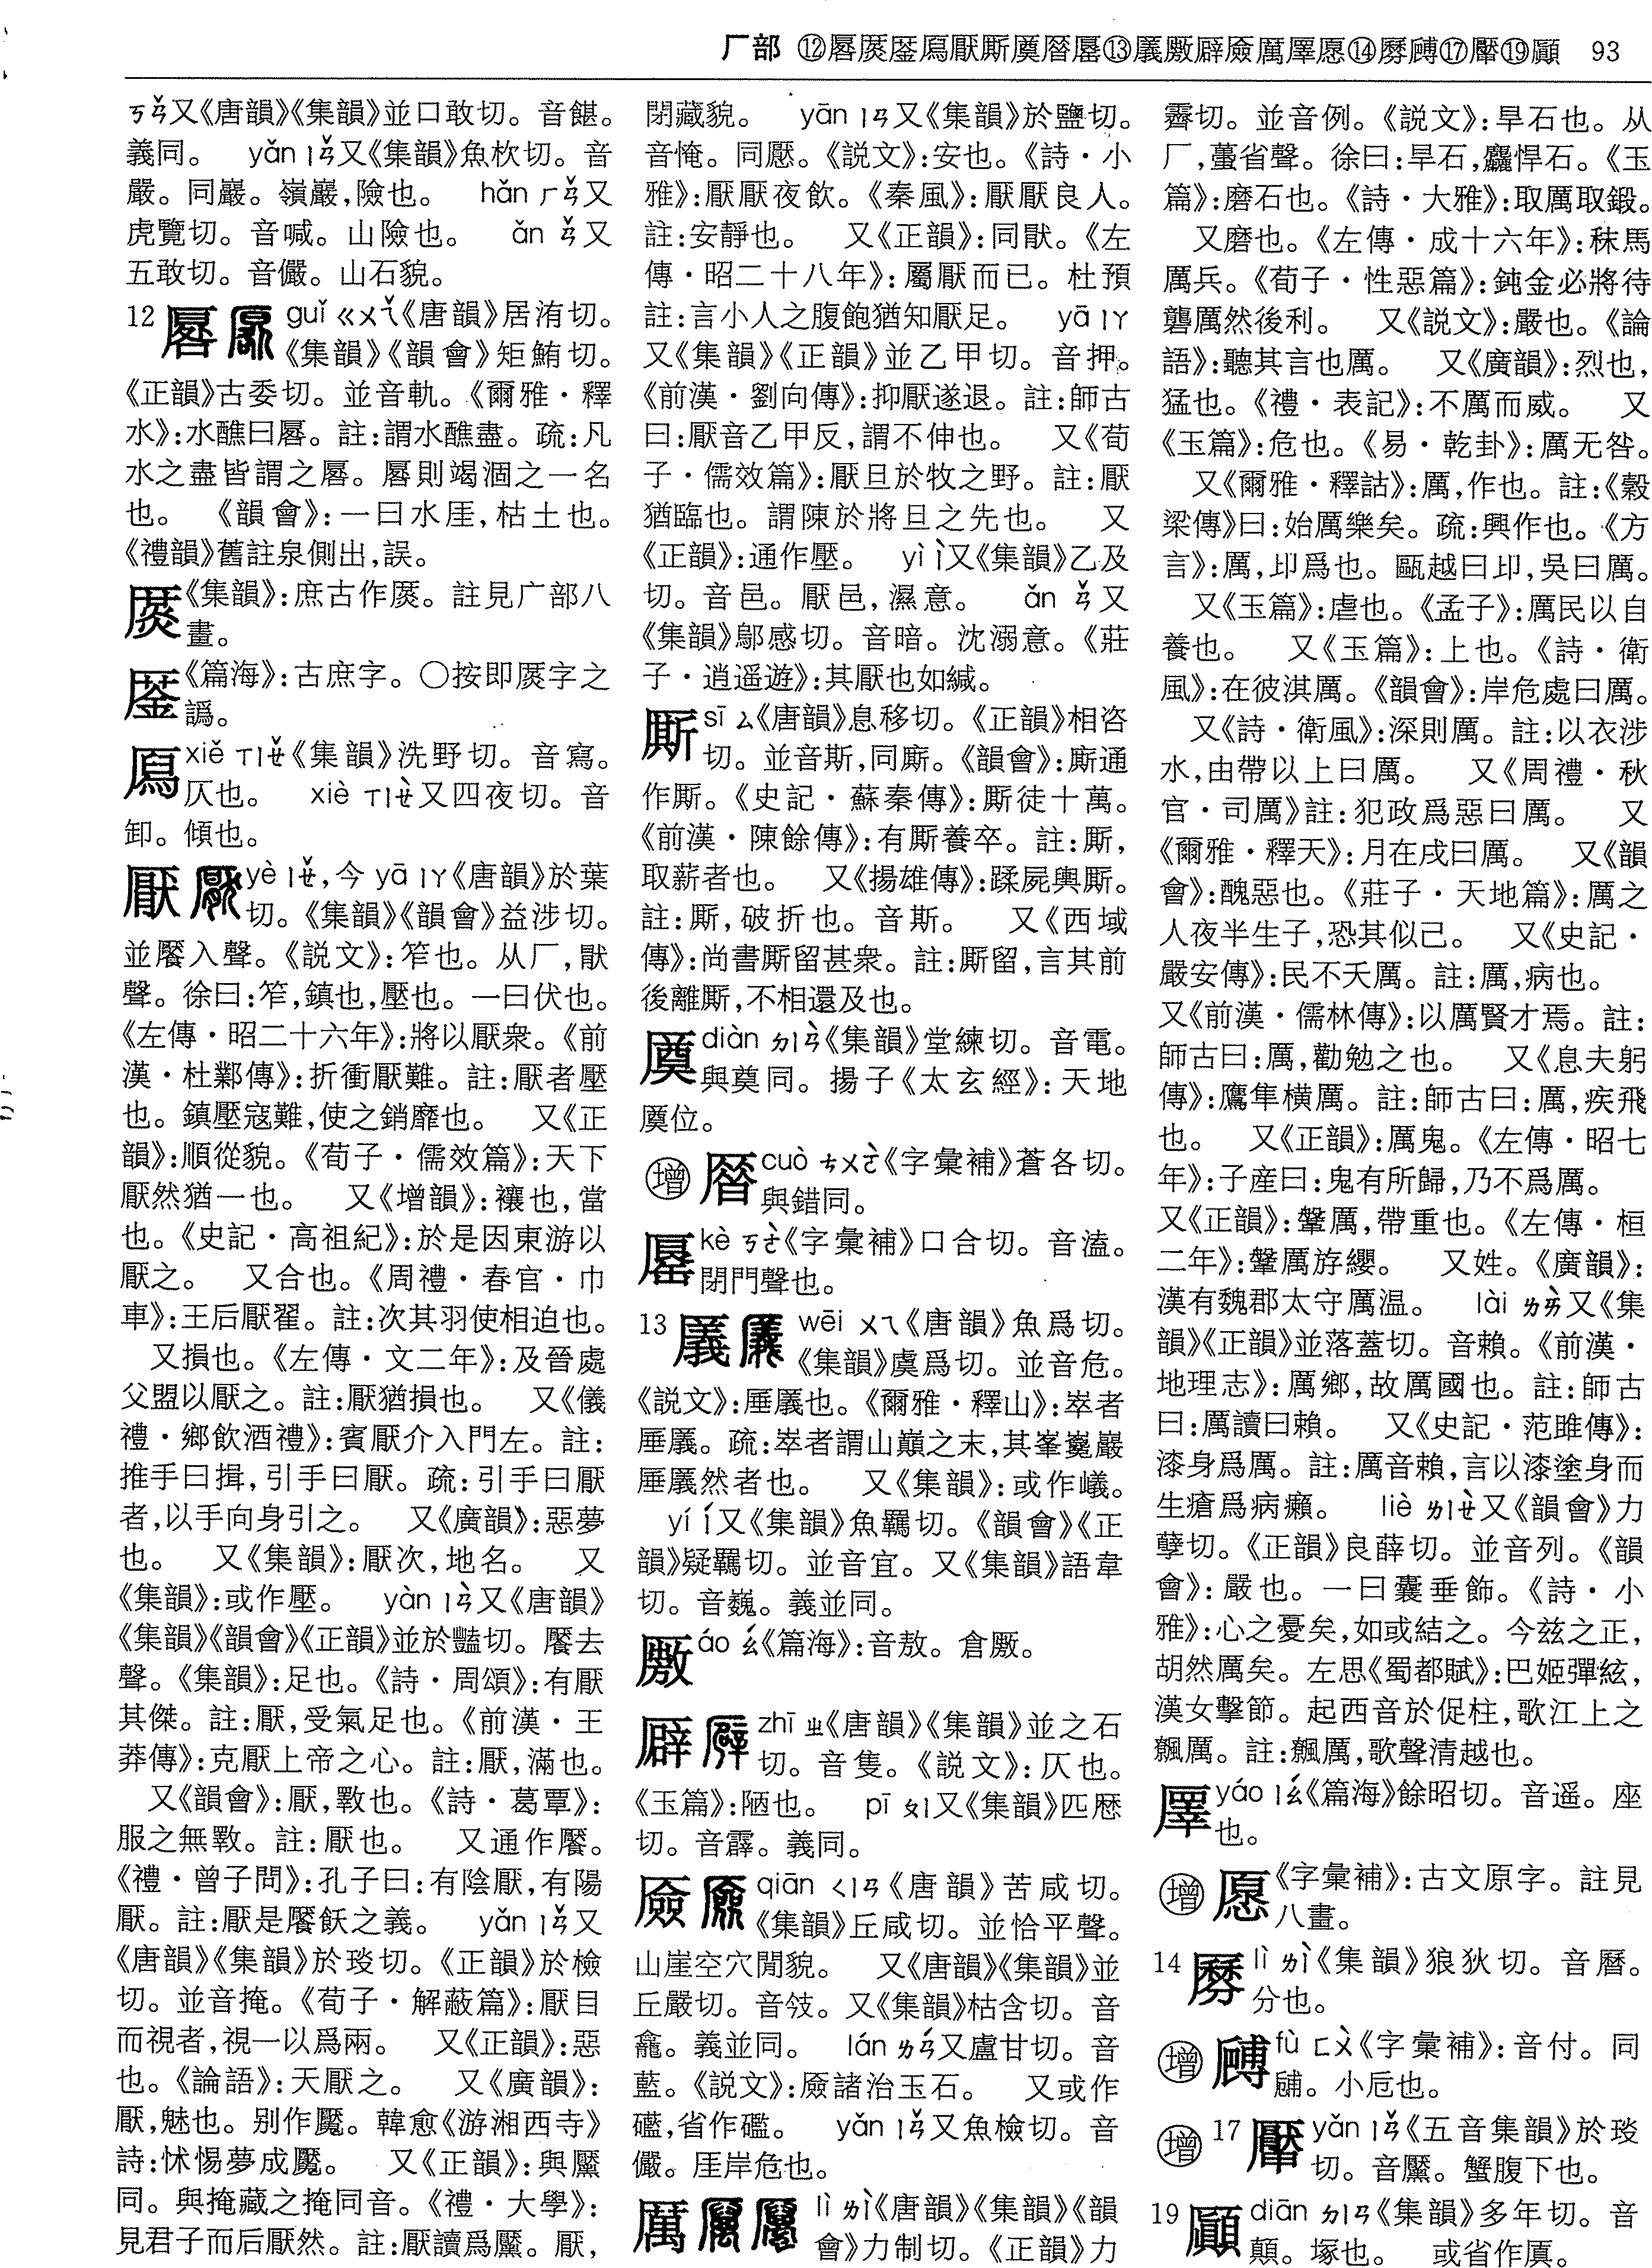 厂部 ⑫厬㕓㕔㕐厭厮㕍厝㕎⑬㕒厫㕖㕑厲㕓愿⑭㕙⑰⑲ 93
ㄎㄢˇ又《唐韻》《集韻》並口敢切。音䭑。
義同。 yǎn ㄧㄢˇ又《集韻》魚枕切。音
嚴。同巖。嶺巖,險也。 hǎn ㄏㄢˇ又
虎覽切。音喊。山險也。 ǎn ㄢˇ又
五敢切。音儼。山石貌。
12 厬 guǐ ㄍㄨㄟˇ《唐韻》居洧切。
《集韻》《韻會》矩鮪切。
《正韻》古委切。並音軌。《爾雅・釋
水》:水醮曰厬。註:謂水醮盡。疏:凡
水之盡皆謂之厬。厬則竭涸之一名
也。 《韻會》:一曰水厓,枯土也。
《禮韻》舊註泉側出,誤。
《集韻》:庶古作。註見广部八
畫。
《篇海》:古庶字。〇按即字之
譌。
xiě ㄒㄧㄝˇ《集韻》洗野切。音寫。
仄也。 xiè ㄒㄧㄝˋ又四夜切。音
卸。傾也。
厭 yè ㄧㄝˇ,今 yā ㄧㄚ《唐韻》於葉
切。《集韻》《韻會》益涉切。
並魘入聲。《説文》:笮也。从厂,猒
聲。徐曰:笮,鎮也,壓也。一曰伏也。
《左傳・昭二十六年》:將以厭衆。《前
漢・杜鄴傳》:折衝厭難。註:厭者壓
也。鎮壓寇難,使之銷靡也。 又《正
韻》:順從貌。《荀子・儒效篇》:天下
厭然猶一也。 又《增韻》:禳也,當
也。《史記・高祖紀》:於是因東游以
厭之。 又合也。《周禮・春官・巾
車》:王后厭翟。註:次其羽使相迫也。
又損也。《左傳・文二年》:及晉處
父盟以厭之。註:厭猶損也。 又《儀
禮・鄉飲酒禮》:賓厭介入門左。註:
推手曰揖,引手曰厭。疏:引手曰厭
者,以手向身引之。 又《廣韻》:惡夢
也。 又《集韻》:厭次,地名。 又
《集韻》:或作壓。 yàn ㄧㄢˋ又《唐韻》
《集韻》《韻會》《正韻》並於豔切。饜去
聲。《集韻》:足也。《詩・周頌》:有厭
其傑。註:厭,受氣足也。《前漢・王
莽傳》:克厭上帝之心。註:厭,滿也。
又《韻會》:厭,斁也。《詩・葛覃》:
服之無斁。註:厭也。 又通作饜。
《禮・曾子問》:孔子曰:有陰厭,有陽
厭。註:厭是饜飫之義。 yǎn ㄧㄢˇ又
《唐韻》《集韻》於琰切。《正韻》於檢
切。並音掩。《荀子・解蔽篇》:厭目
而視者,視一以爲兩。 又《正韻》:惡
也。《論語》:天厭之。 又《廣韻》:
厭,魅也。别作魘。韓愈《游湘西寺》
詩:怵惕夢成魘。 又《正韻》:與黶
同。與掩藏之掩同音。《禮・大學》:
見君子而后厭然。註:厭讀爲黶。厭,
閉藏貌。 yān ㄧㄢ又《集韻》於鹽切。
音懕。同懕。《説文》:安也。《詩・小
雅》:厭厭夜飲。《秦風》:厭厭良人。
註:安靜也。 又《正韻》:同猒。《左
傳・昭二十八年》:屬厭而已。杜預
註:言小人之腹飽猶知厭足。 yā ㄧㄚ
又《集韻》《正韻》並乙甲切。音押。
《前漢・劉向傳》:抑厭遂退。註:師古
曰:厭音乙甲反,謂不伸也。 又《荀
子・儒效篇》:厭旦於牧之野。註:厭
猶臨也。謂陳於將旦之先也。 又
《正韻》:通作壓。 yì ㄧˋ又《集韻》乙及
切。音邑。厭邑,濕意。 ǎn ㄢˇ又
《集韻》鄔感切。音暗。沈溺意。《莊
子・逍遥遊》:其厭也如緘。
厮 sī ㄙ《唐韻》息移切。《正韻》相咨
切。並音斯,同廝。《韻會》:廝通
作厮。《史記・蘇秦傳》:厮徒十萬。
《前漢・陳餘傳》:有厮養卒。註:厮,
取薪者也。 又《揚雄傳》:蹂屍輿厮。
註:厮,破折也。音斯。 又《西域
傳》:尚書厮留甚衆。註:厮留,言其前
後離厮,不相還及也。
diàn ㄉㄧㄢˋ《集韻》堂練切。音電。
與奠同。揚子《太玄經》:天地
位。
增 cuò ㄘㄨㄛˋ《字彙補》蒼各切。
與錯同。
kè ㄎㄜˋ《字彙補》口合切。音溘。
閉門聲也。
13 㕒 wēi ㄨㄟ《唐韻》魚爲切。
《集韻》虞爲切。並音危。
《説文》:厜㕒也。《爾雅・釋山》:崒者
厜㕒。疏:崒者謂山巔之末,其峯巉巖
厜㕒然者也。 又《集韻》:或作㠖。
yí ㄧˊ又《集韻》魚羈切。《韻會》《正
韻》疑羈切。並音宜。又《集韻》語韋
切。音巍。義並同。
厫 áo ㄠˊ《篇海》:音敖。倉厫。
zhī ㄓ《唐韻》《集韻》並之石
切。音隻。《説文》:仄也。
《玉篇》:陋也。 pī ㄆㄧ又《集韻》匹歷
切。音霹。義同。
qiān ㄑㄧㄢ《唐韻》苦咸切。
《集韻》丘咸切。並恰平聲。
山崖空穴閒貌。 又《唐韻》《集韻》並
丘嚴切。音㪁。又《集韻》枯含切。音
龕。義並同。 lán ㄌㄢˊ又盧甘切。音
藍。《説文》:諸治玉石。 又或作
礛,省作磕。 yǎn ㄧㄢˇ又魚檢切。音
儼。厓岸危也。
厲 lì ㄌㄧˋ《唐韻》《集韻》《韻
會》力制切。《正韻》力
霽切。並音例。《説文》:旱石也。从
厂,蠆省聲。徐曰:旱石,麤悍石。《玉
篇》:磨石也。《詩・大雅》:取厲取鍛。
又磨也。《左傳・成十六年》:秣馬
厲兵。《荀子・性惡篇》:鈍金必將待
礱厲然後利。 又《説文》:嚴也。《論
語》:聽其言也厲。 又《廣韻》:烈也,
猛也。《禮・表記》:不厲而威。 又
《玉篇》:危也。《易・乾卦》:厲无咎。
又《爾雅・釋詁》:厲,作也。註:《穀
梁傳》曰:始厲樂矣。疏:興作也。《方
言》:厲,卬爲也。甌越曰卬,吳曰厲。
又《玉篇》:虐也。《孟子》:厲民以自
養也。 又《玉篇》:上也。《詩・衛
風》:在彼淇厲。《韻會》:岸危處曰厲。
又《詩・衛風》:深則厲。註:以衣涉
水,由帶以上曰厲。 又《周禮・秋
官・司厲》註:犯政爲惡曰厲。 又
《爾雅・釋天》:月在戌曰厲。 又《韻
會》:醜惡也。《莊子・天地篇》:厲之
人夜半生子,恐其似己。 又《史記・
嚴安傳》:民不夭厲。註:厲,病也。
又《前漢・儒林傳》:以厲賢才焉。註:
師古曰:厲,勸勉之也。 又《息夫躬
傳》:鷹隼横厲。註:師古曰:厲,疾飛
也。 又《正韻》:厲鬼。《左傳・昭七
年》:子産曰:鬼有所歸,乃不爲厲。
又《正韻》:鞶厲,帶重也。《左傳・桓
二年》:鞶厲斿纓。 又姓。《廣韻》:
漢有魏郡太守厲温。 lài ㄌㄞˋ又《集
韻》《正韻》並落蓋切。音賴。《前漢・
地理志》:厲鄉,故厲國也。註:師古
曰:厲讀曰賴。 又《史記・范雎傳》:
漆身爲厲。註:厲音賴,言以漆塗身而
生瘡爲病癩。 liè ㄌㄧㄝˋ又《韻會》力
孽切。《正韻》良薛切。並音列。《韻
會》:嚴也。一曰囊垂飾。《詩・小
雅》:心之憂矣,如或結之。今兹之正,
胡然厲矣。左思《蜀都賦》:巴姬彈絃,
漢女擊節。起西音於促柱,歌江上之
飊厲。註:飊厲,歌聲清越也。
yáo ㄧㄠˊ《篇海》餘昭切。音遥。座
也。
增 愿 《字彙補》:古文原字。註見
八畫。
14 lì ㄌㄧˋ《集韻》狼狄切。音曆。
分也。
增 fù ㄈㄨˋ《字彙補》:音付。同
。小卮也。
增 17 yǎn ㄧㄢˇ《五音集韻》於琰
切。音黶。蟹腹下也。
19 diān ㄉㄧㄢ《集韻》多年切。音
顛。塚也。 或省作。